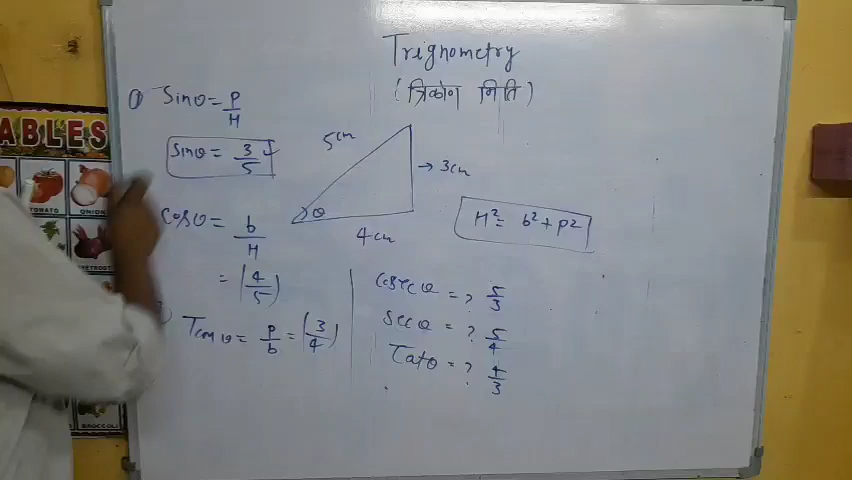 Trignometry
(त्रिकोण मिति)
① Sinθ = P/H
Sinθ = 3/5
5cm
→ 3cm
θ
4cm
H² = b² + P²
Cosθ = b/H
= (4/5)
Tanθ = P/b = (3/4)
Cosecθ = ? 5/3
Secθ = ? 5/4
Catθ = ? 4/3
ABLES
TOMATO
ONION
BEETROOT
BROCCOLI